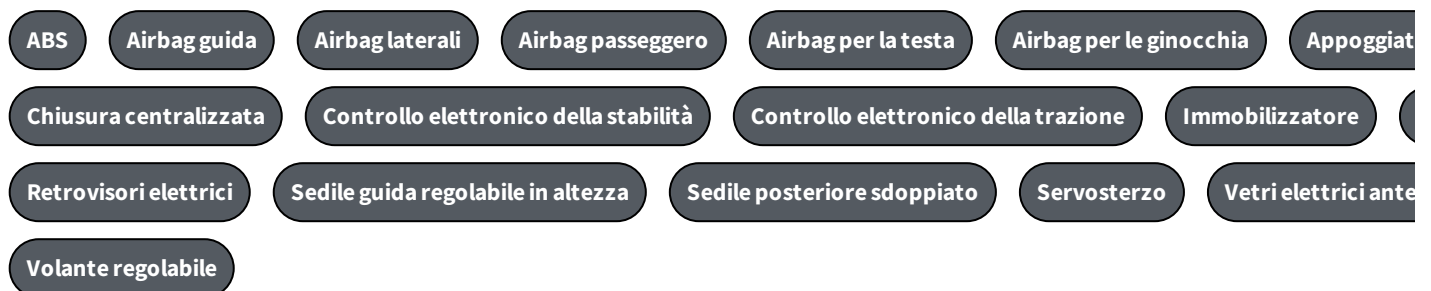 ABS Airbag guida Airbag laterali Airbag passeggero Airbag per la testa Airbag per le ginocchia
Chiusura centralizzata Controllo elettronico della stabilità Controllo elettronico della trazione Immobilizzatore
Retrovisori elettrici Sedile guida regolabile in altezza Sedile posteriore sdoppiato Servosterzo Vetri elettrici
Volante regolabile